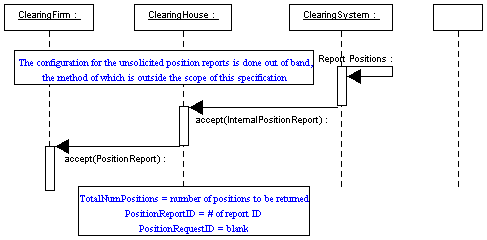 ClearingFirm :
ClearingHouse :
ClearingSystem :
The configuration for the unsolicited position reports is done out of band,
the method of which is outside the scope of this specification
Report Positions :
accept(InternalPositionReport) :
accept(PositionReport) :
TotalNumPositions = number of positions to be returned
PositionReportID = # of report ID
PositionRequestID = blank